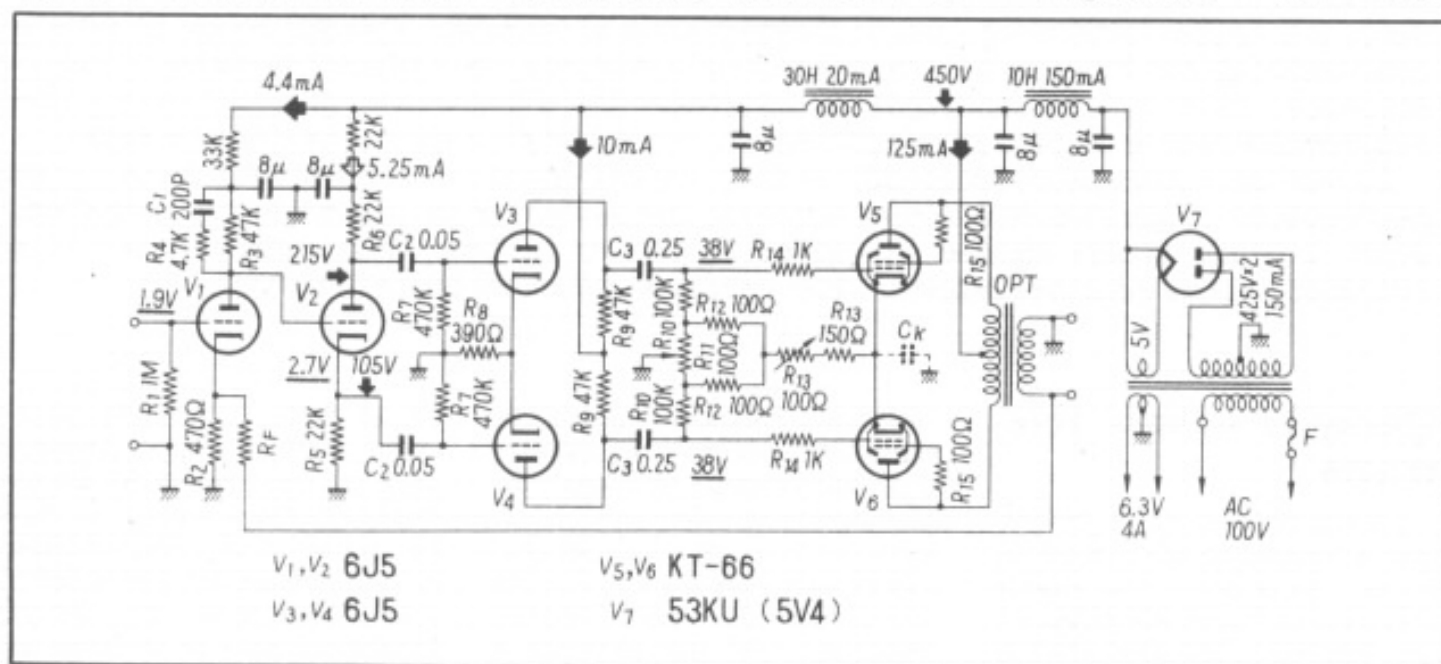 4.4mA
33K
C1 200P
R4 4.7K
8μ
8μ
R3 47K
22K
5.25mA
R6 22K
215V
1.9V
V1
V2
R1 1M
R2 470Ω
RF
2.7V
105V
R5 22K
C2 0.05
C2 0.05
R7 470K
R7 470K
R8 390Ω
V3
V4
10mA
R9 47K
R9 47K
C3 0.25
C3 0.25
38V
38V
R10 100K
R10 100K
R11 100Ω
R12 100Ω
R12 100Ω
R13 150Ω
R13 100Ω
R14 1K
R14 1K
CK
V5
V6
R15 100Ω
R15 100Ω
OPT
8μ
30H 20mA
450V
125mA
10H 150mA
8μ
8μ
V7
5V
425V×2 150mA
6.3V 4A
AC 100V
F
V1,V2 6J5
V3,V4 6J5
V5,V6 KT-66
V7 53KU (5V4)